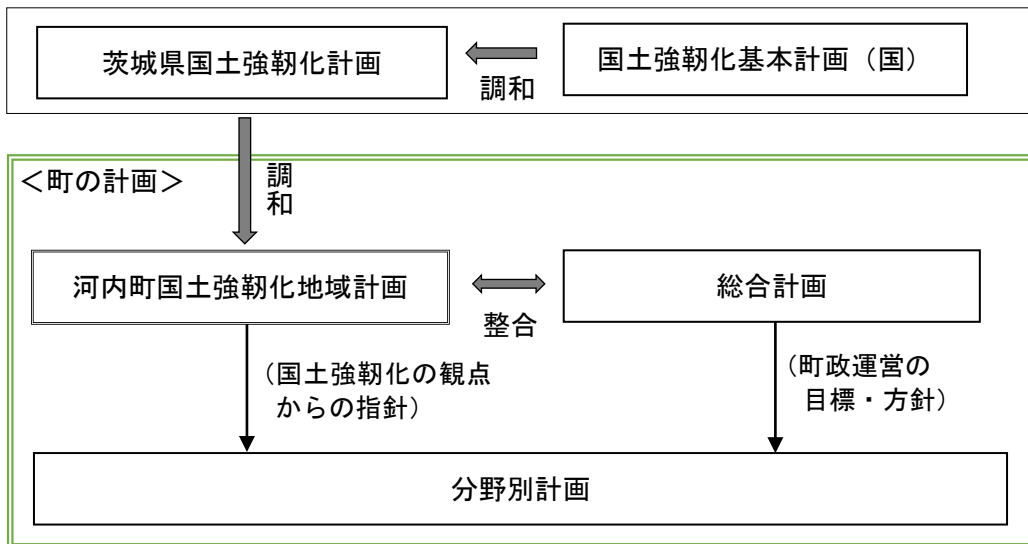 茨城県国土強靭化計画
調和
国土強靭化基本計画（国）
＜町の計画＞
調
和
河内町国土強靭化地域計画
整合
総合計画
（国土強靭化の観点
からの指針）
（町政運営の
目標・方針）
分野別計画